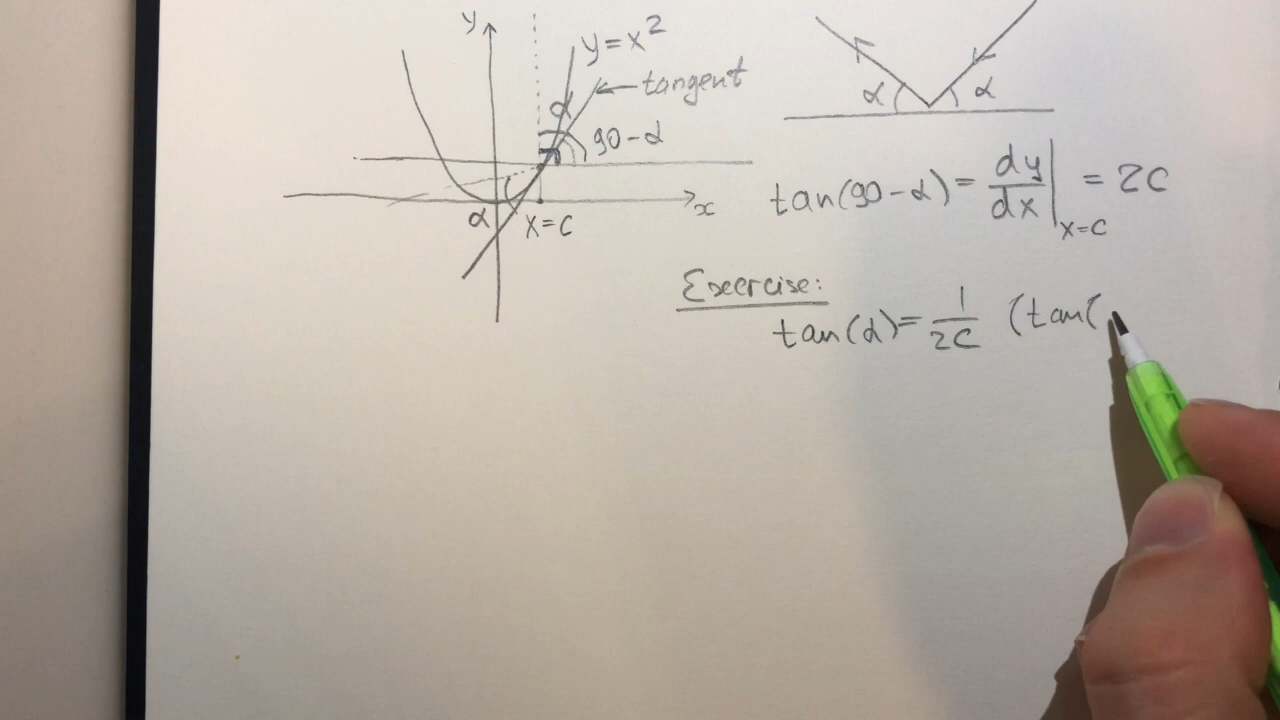 y
y=x²
tangent
α
90-α
α
x=c
x
α α
tan(90-α)= dy/dx |x=c = 2c
Exercise:
tan(α)= 1/2c (tan(